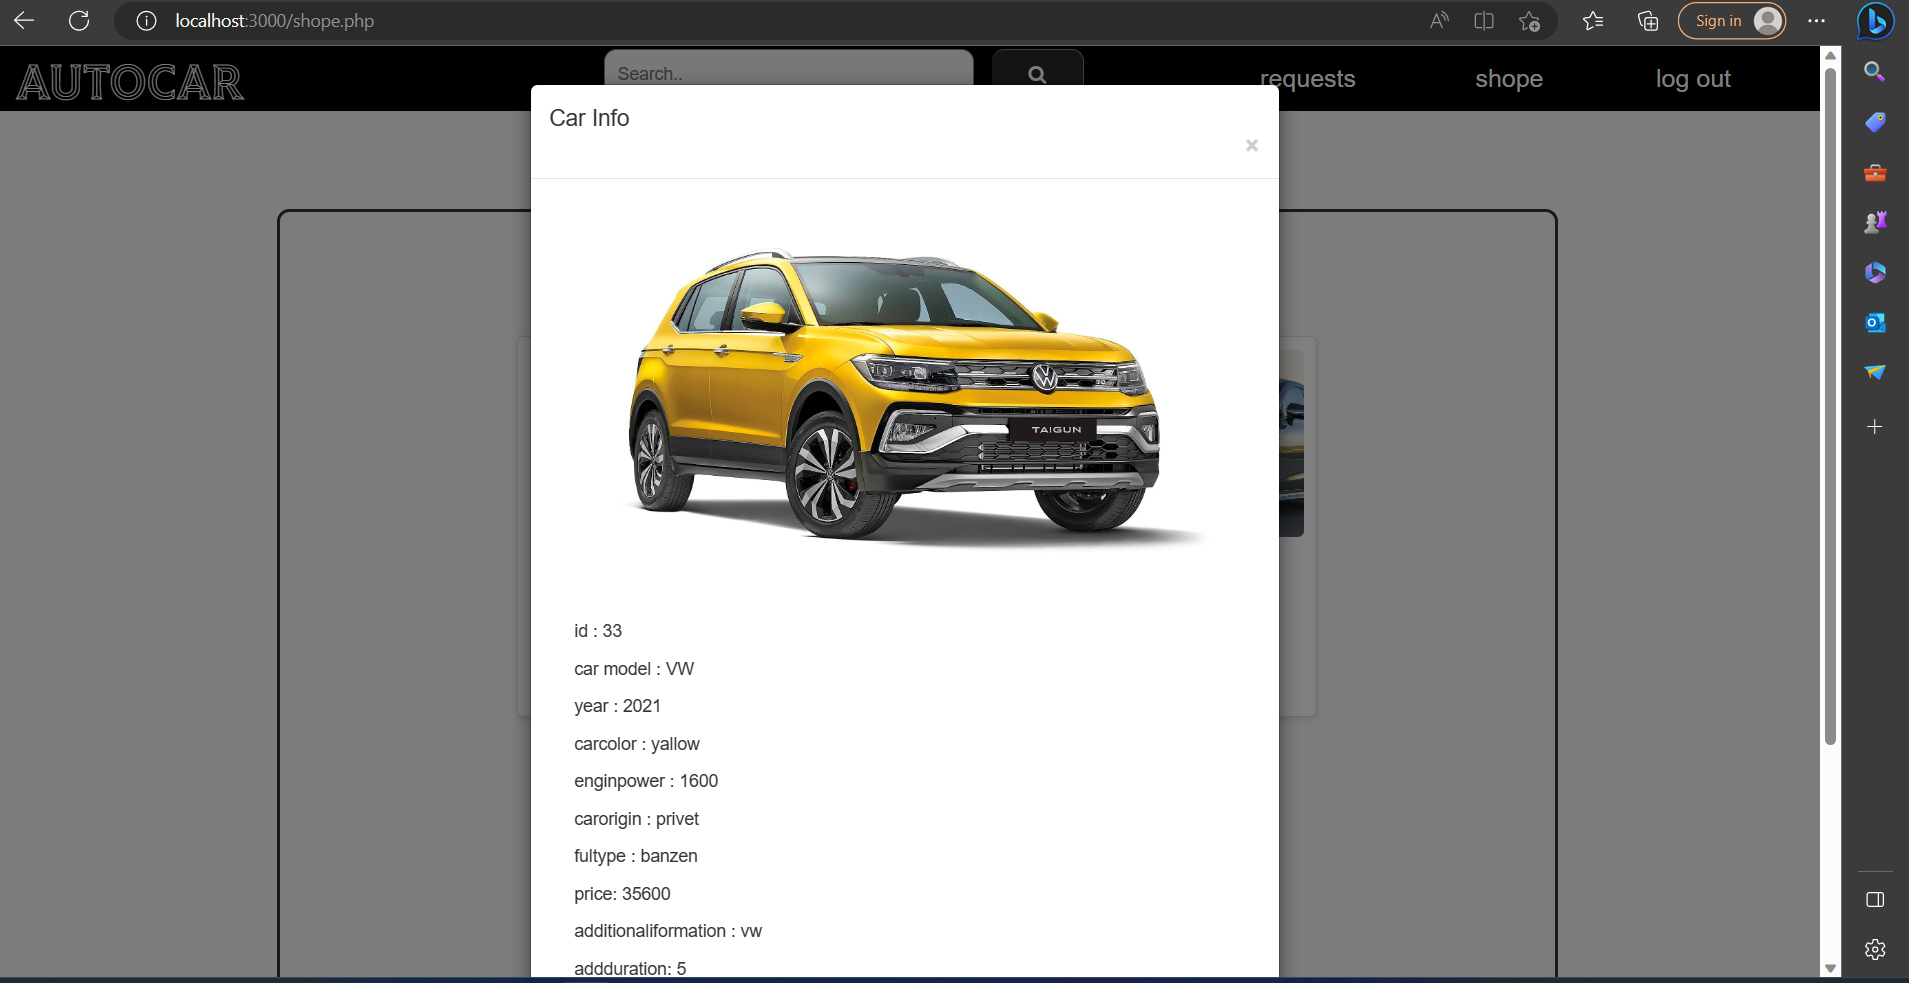 localhost:3000/shope.php
Sign in
AUTOCAR
Search..
requests
shope
log out
Car Info
×
TAIGUN
id : 33
car model : VW
year : 2021
carcolor : yallow
enginpower : 1600
carorigin : privet
fultype : banzen
price: 35600
additionaliformation : vw
addduration: 5